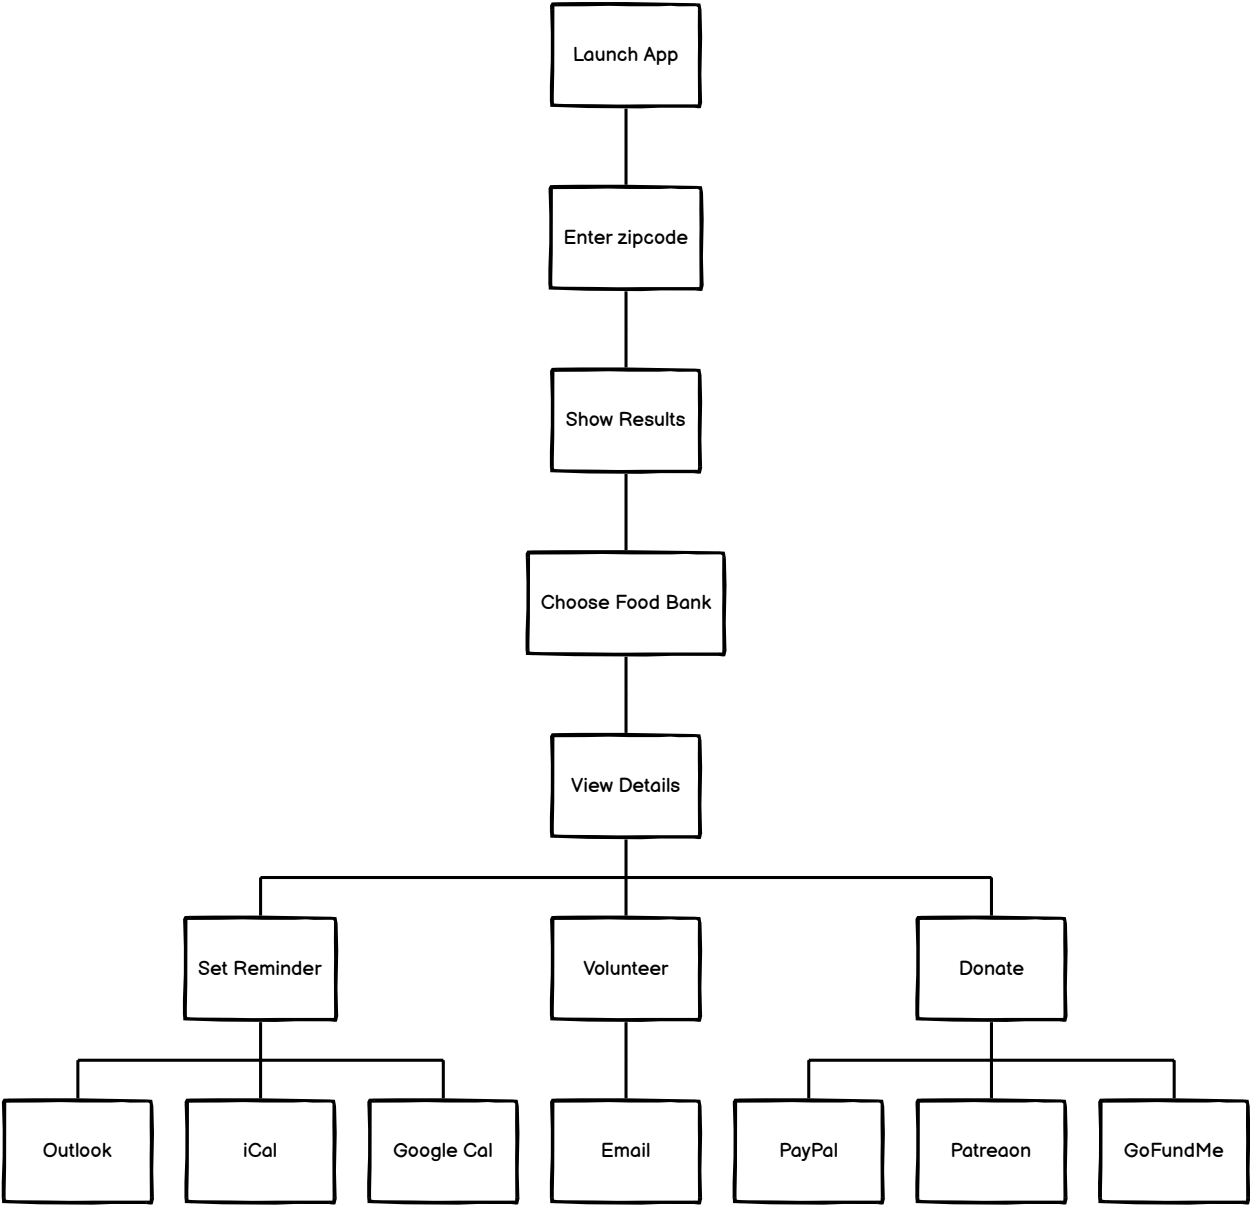 Launch App
Enter zipcode
Show Results
Choose Food Bank
View Details
Set Reminder
Volunteer
Donate
Outlook
iCal
Google Cal
Email
PayPal
Patreaon
GoFundMe